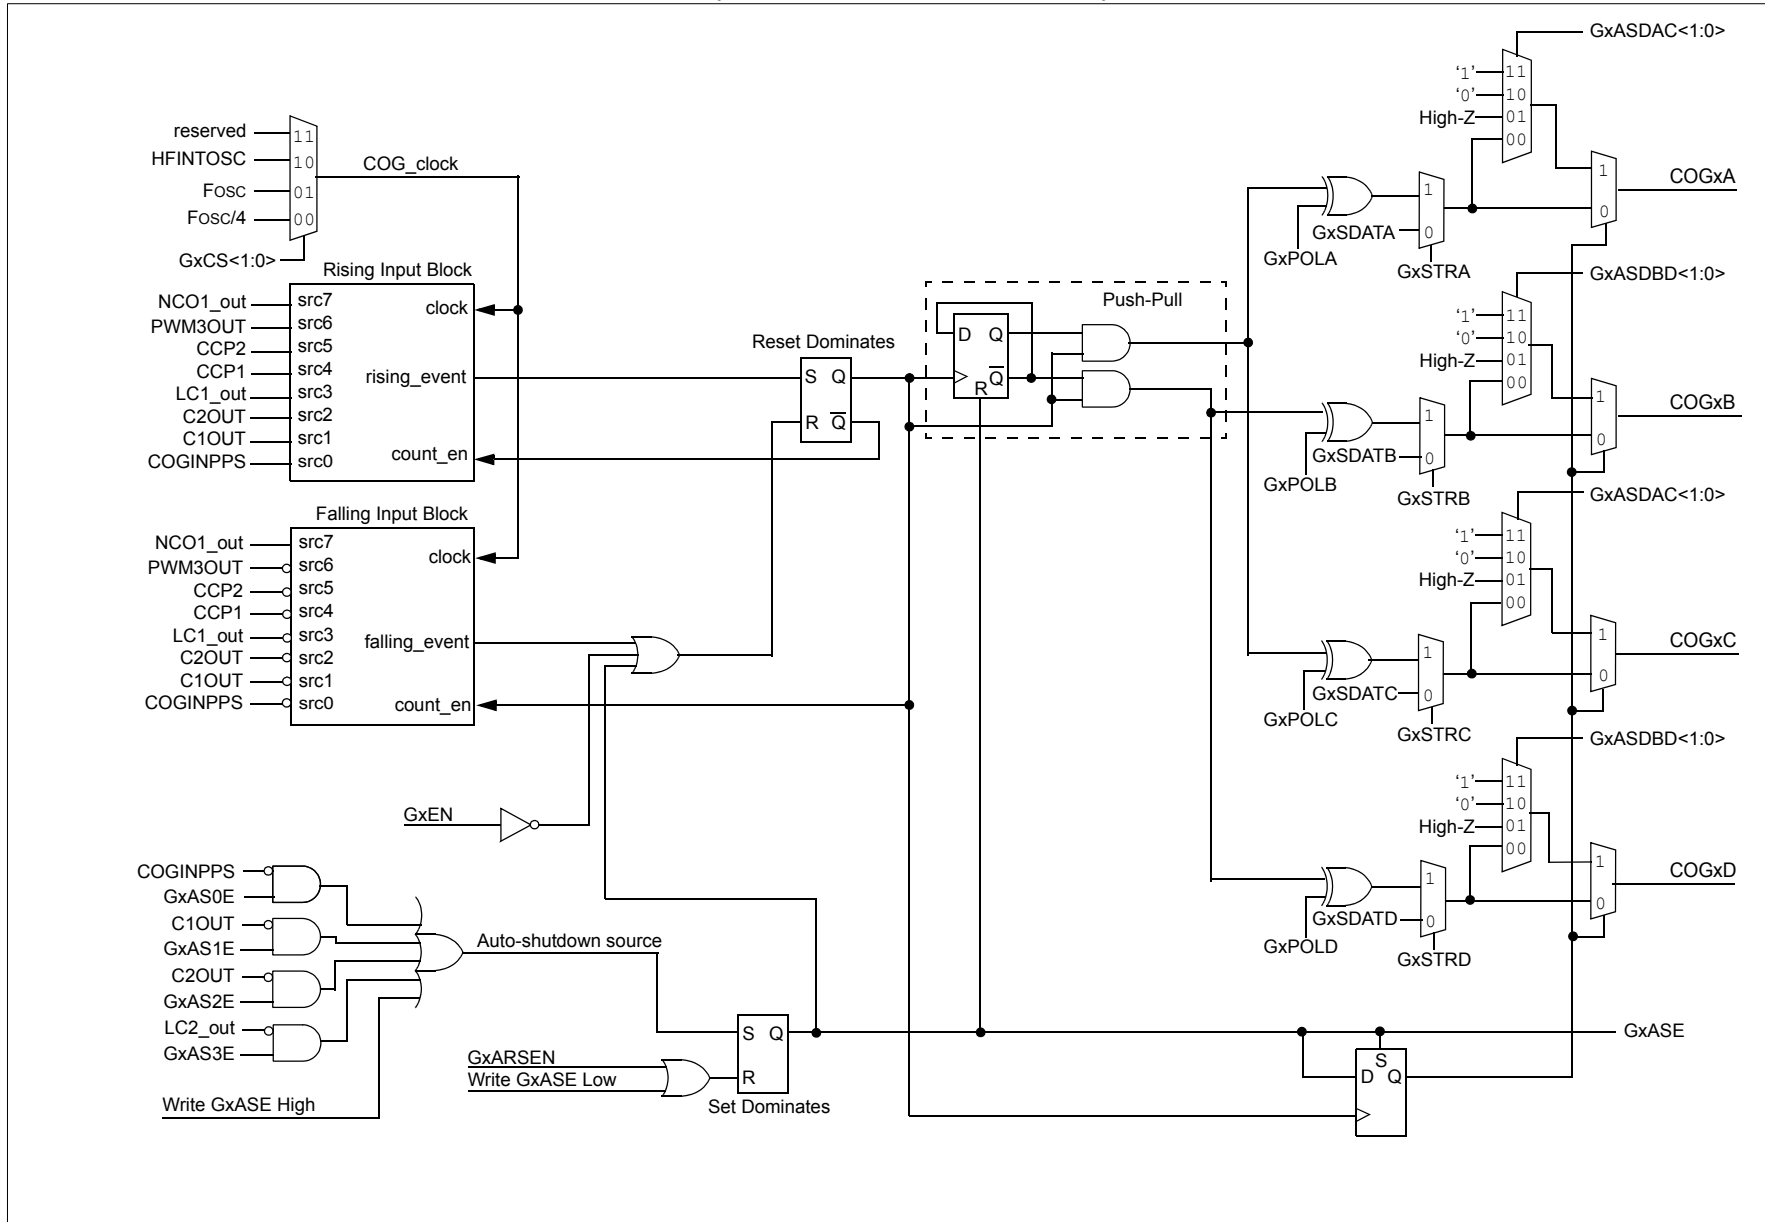 GxASDAC<1:0>
'1' 11
'0' 10
High-Z 01
00
1
0
COGxA
reserved 11
HFINTOSC 10
FOSC 01
FOSC/4 00
GxCS<1:0>
COG_clock
1
GxSDATA 0
GxPOLA
GxSTRA
Rising Input Block
NCO1_out src7
PWM3OUT src6
CCP2 src5
CCP1 src4
LC1_out src3
C2OUT src2
C1OUT src1
COGINPPS src0
clock
rising_event
count_en
Reset Dominates
S Q
R Q
Push-Pull
D Q
Q
R
GxASDBD<1:0>
'1' 11
'0' 10
High-Z 01
00
1
0
COGxB
1
GxSDATB 0
GxPOLB
GxSTRB
Falling Input Block
NCO1_out src7
PWM3OUT src6
CCP2 src5
CCP1 src4
LC1_out src3
C2OUT src2
C1OUT src1
COGINPPS src0
clock
falling_event
count_en
GxASDAC<1:0>
'1' 11
'0' 10
High-Z 01
00
1
0
COGxC
1
GxSDATC 0
GxPOLC
GxSTRC
GxEN
GxASDBD<1:0>
'1' 11
'0' 10
High-Z 01
00
1
0
COGxD
1
GxSDATD 0
GxPOLD
GxSTRD
COGINPPS
GxAS0E
C1OUT
GxAS1E
C2OUT
GxAS2E
LC2_out
GxAS3E
Write GxASE High
Auto-shutdown source
GxARSEN
Write GxASE Low
S Q
R
Set Dominates
S
D Q
GxASE